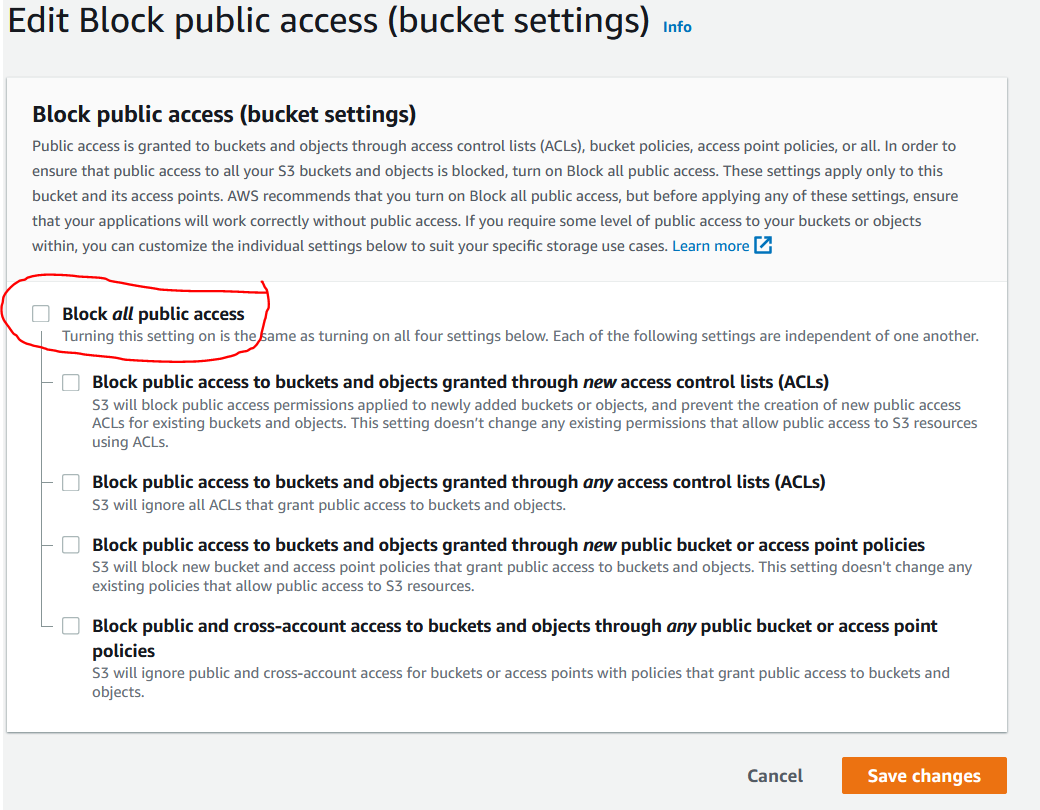 Edit Block public access (bucket settings) Info
Block public access (bucket settings)
Public access is granted to buckets and objects through access control lists (ACLs), bucket policies, access point policies, or all. In order to
ensure that public access to all your S3 buckets and objects is blocked, turn on Block all public access. These settings apply only to this
bucket and its access points. AWS recommends that you turn on Block all public access, but before applying any of these settings, ensure
that your applications will work correctly without public access. If you require some level of public access to your buckets or objects
within, you can customize the individual settings below to suit your specific storage use cases. Learn more
Block all public access
Turning this setting on is the same as turning on all four settings below. Each of the following settings are independent of one another.
Block public access to buckets and objects granted through new access control lists (ACLs)
S3 will block public access permissions applied to newly added buckets or objects, and prevent the creation of new public access
ACLs for existing buckets and objects. This setting doesn't change any existing permissions that allow public access to S3 resources
using ACLs.
Block public access to buckets and objects granted through any access control lists (ACLs)
S3 will ignore all ACLs that grant public access to buckets and objects.
Block public access to buckets and objects granted through new public bucket or access point policies
S3 will block new bucket and access point policies that grant public access to buckets and objects. This setting doesn't change any
existing policies that allow public access to S3 resources.
Block public and cross-account access to buckets and objects through any public bucket or access point
policies
S3 will ignore public and cross-account access for buckets or access points with policies that grant public access to buckets and
objects.
Cancel Save changes